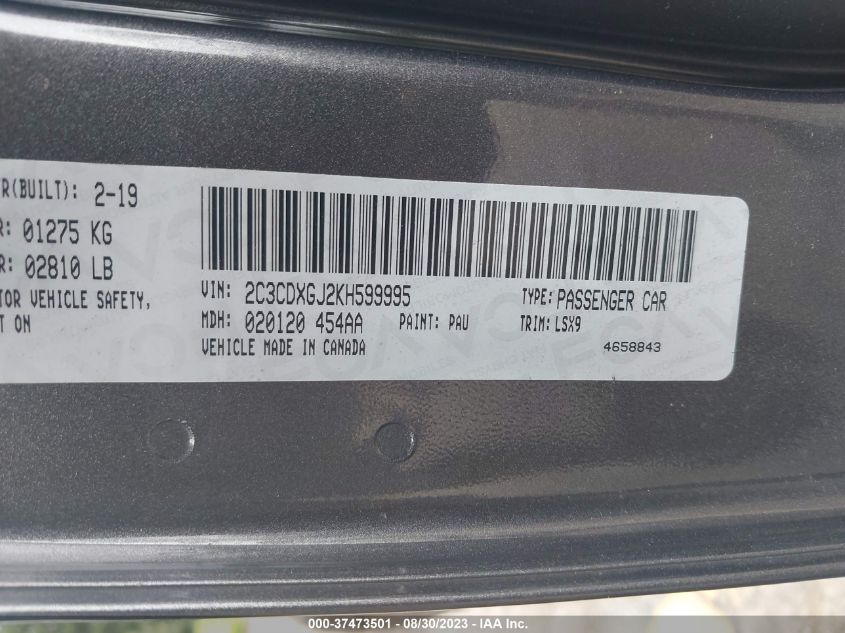 R(BUILT): 2-19
R: 01275 KG
R: 02810 LB
TOR VEHICLE SAFETY,
T ON
VIN: 2C3CDXGJ2KH599995 TYPE: PASSENGER CAR
MDH: 020120 454AA PAINT: PAU TRIM: LSX9
VEHICLE MADE IN CANADA 4658843
000-37473501 - 08/30/2023 - IAA Inc.